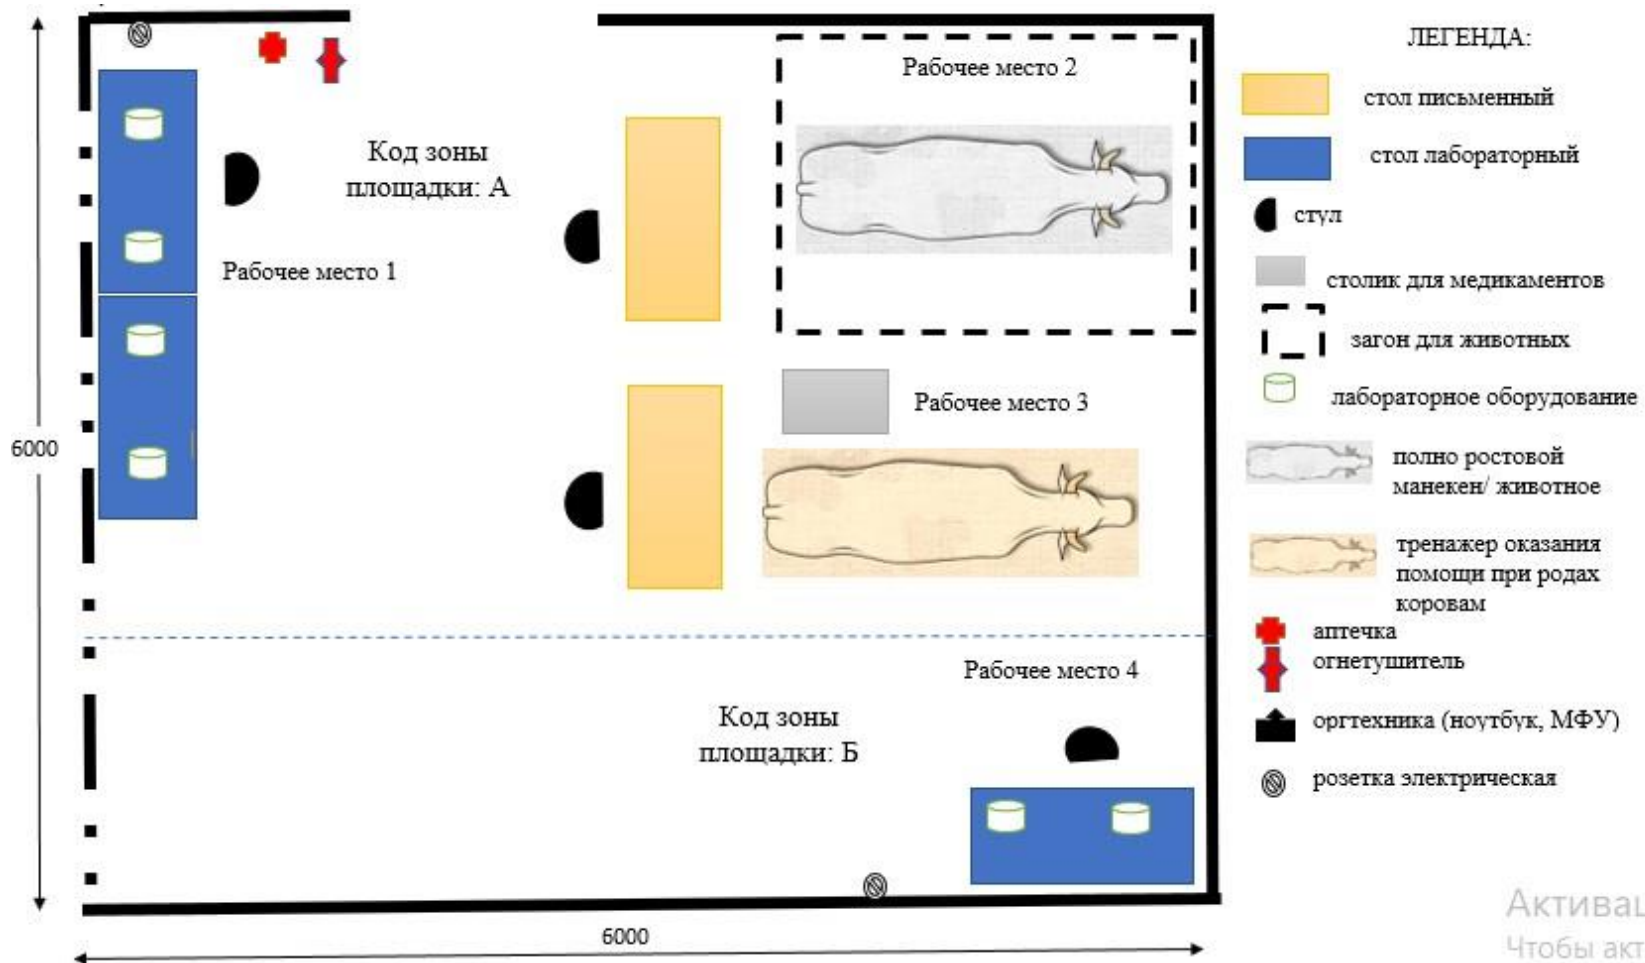 Рабочее место 2
Код зоны
площадки: А
Рабочее место 1
Рабочее место 3
6000
Рабочее место 4
Код зоны
площадки: Б
6000
ЛЕГЕНДА:
стол письменный
стол лабораторный
стул
столик для медикаментов
загон для животных
лабораторное оборудование
полно ростовой
манекен/ животное
тренажер оказания
помощи при родах
коровам
аптечка
огнетушитель
оргтехника (ноутбук, МФУ)
розетка электрическая
Активац
Чтобы акт